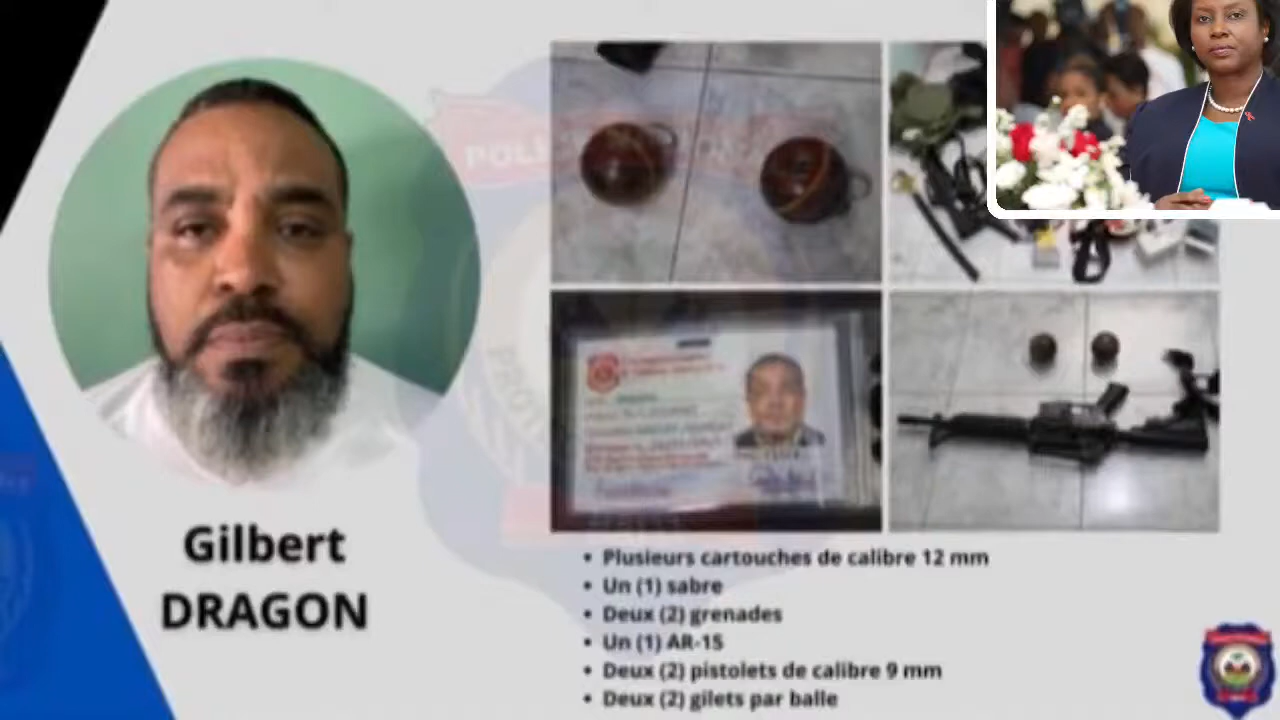 Gilbert
DRAGON
• Plusieurs cartouches de calibre 12 mm
• Un (1) sabre
• Deux (2) grenades
• Un (1) AR-15
• Deux (2) pistolets de calibre 9 mm
• Deux (2) gilets par balle